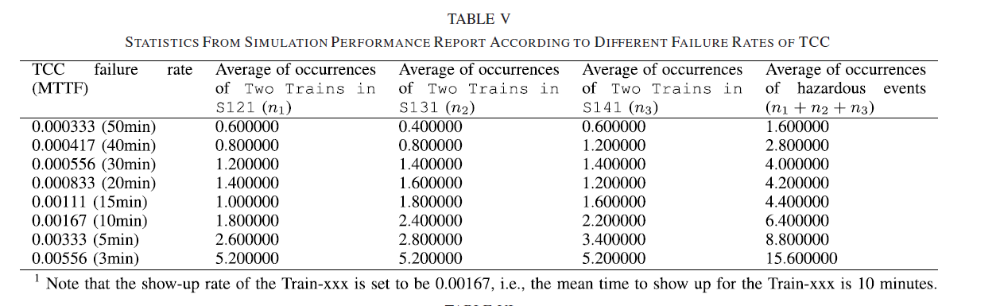 TABLE V
STATISTICS FROM SIMULATION PERFORMANCE REPORT ACCORDING TO DIFFERENT FAILURE RATES OF TCC
TCC failure rate Average of occurrences Average of occurrences Average of occurrences Average of occurrences
(MTTF) of Two Trains in of Two Trains in of Two Trains in of hazardous events
S121 (n1) S131 (n2) S141 (n3) (n1 + n2 + n3)
0.000333 (50min) 0.600000 0.400000 0.600000 1.600000
0.000417 (40min) 0.800000 0.800000 1.200000 2.800000
0.000556 (30min) 1.200000 1.400000 1.400000 4.000000
0.000833 (20min) 1.400000 1.600000 1.200000 4.200000
0.00111 (15min) 1.000000 1.800000 1.600000 4.400000
0.00167 (10min) 1.800000 2.400000 2.200000 6.400000
0.00333 (5min) 2.600000 2.800000 3.400000 8.800000
0.00556 (3min) 5.200000 5.200000 5.200000 15.600000
1 Note that the show-up rate of the Train-xxx is set to be 0.00167, i.e., the mean time to show up for the Train-xxx is 10 minutes.